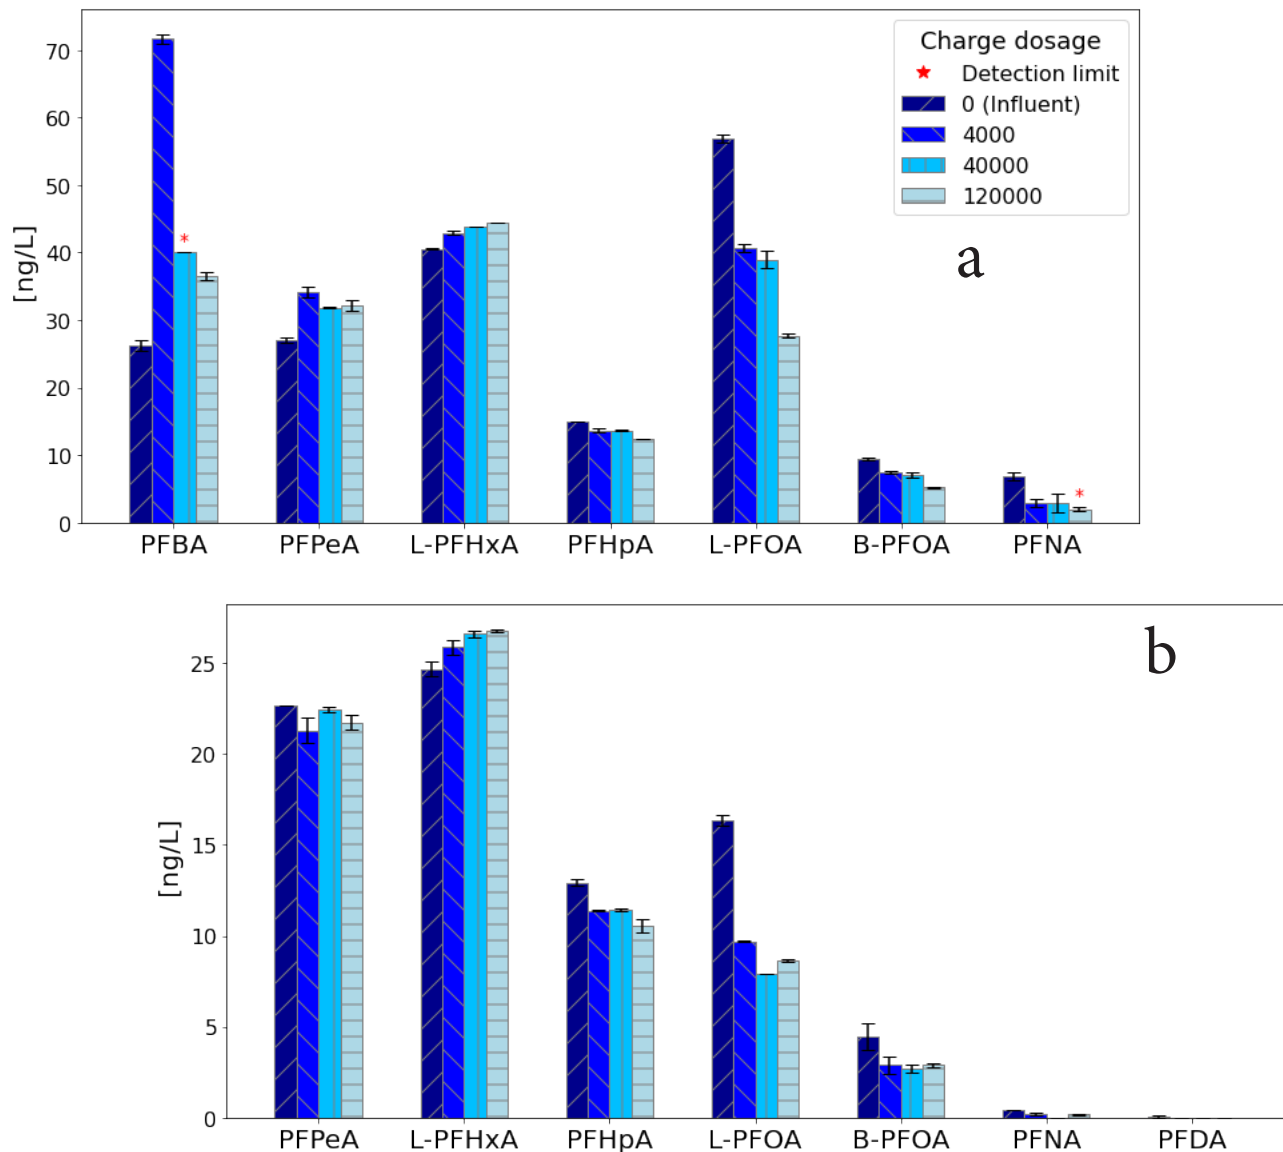 Charge dosage
Detection limit
0 (Influent)
4000
40000
120000
a
[ng/L]
70
60
50
40
30
20
10
0
*
*
PFBA PFPeA L-PFHxA PFHpA L-PFOA B-PFOA PFNA
b
[ng/L]
25
20
15
10
5
0
PFPeA L-PFHxA PFHpA L-PFOA B-PFOA PFNA PFDA